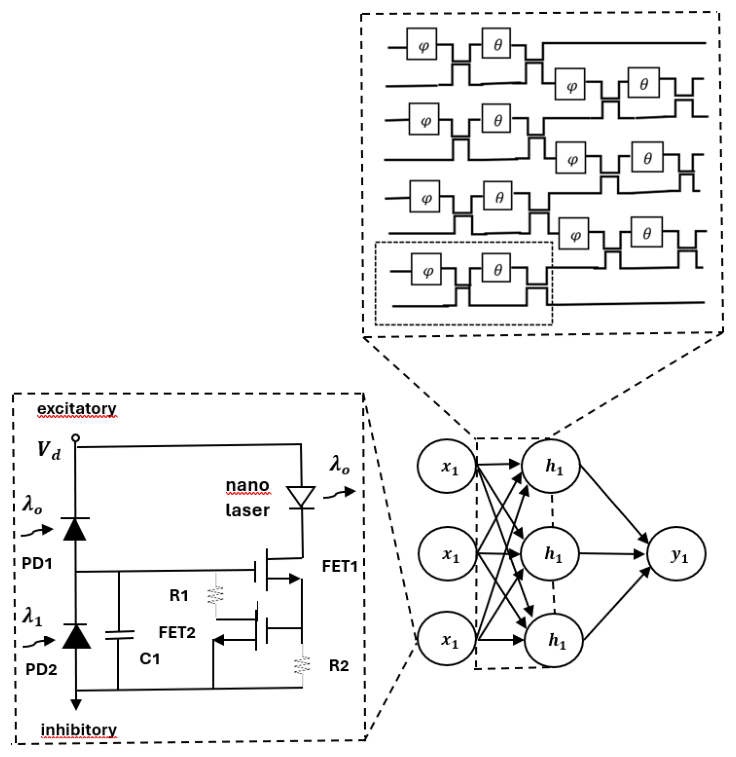 φ θ
φ θ
φ θ
φ θ
φ θ
φ θ
φ θ
excitatory
V_d
λ_o
PD1
λ_1
PD2
inhibitory
C1
R1
FET2
nano
laser
λ_o
FET1
R2
x_1
x_1
x_1
h_1
h_1
h_1
y_1